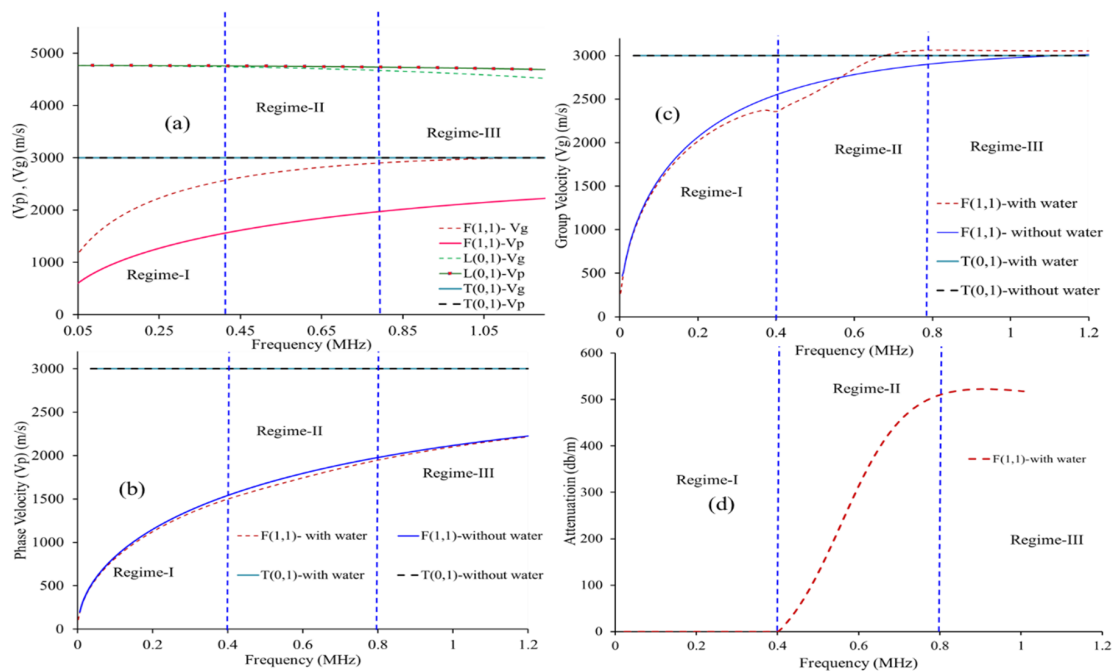 5000
4000
3000
2000
1000
0
(Vp) , (Vg) (m/s)
(a)
Regime-II
Regime-III
Regime-I
F(1,1)- Vg
F(1,1)-Vp
L(0,1)-Vg
L(0,1)-Vp
T(0,1)-Vg
T(0,1)-Vp
0.05 0.25 0.45 0.65 0.85 1.05
Frequency (MHz)
3000
2500
2000
1500
1000
500
0
Group Velocity (Vg) (m/s)
(c)
Regime-II
Regime-III
Regime-I
F(1,1)-with water
F(1,1)- without water
T(0,1)-with water
T(0,1)-without water
0 0.2 0.4 0.6 0.8 1 1.2
Frequency (MHz)
3000
2500
2000
1500
1000
500
0
Phase Velocity (Vp) (m/s)
Regime-II
Regime-III
(b)
Regime-I
F(1,1)- with water
F(1,1)-without water
T(0,1)-with water
T(0,1)-without water
0 0.2 0.4 0.6 0.8 1 1.2
Frequency (MHz)
600
500
400
300
200
100
0
Attenuatioin (db/m)
Regime-II
F(1,1)-with water
Regime-I
(d)
Regime-III
0 0.2 0.4 0.6 0.8 1 1.2
Frequency (MHz)